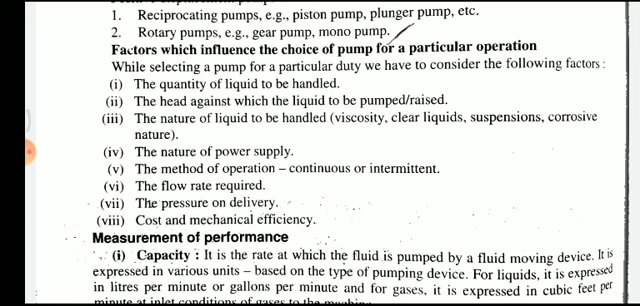 1. Reciprocating pumps, e.g., piston pump, plunger pump, etc.
2. Rotary pumps, e.g., gear pump, mono pump.
Factors which influence the choice of pump for a particular operation
While selecting a pump for a particular duty we have to consider the following factors :
(i) The quantity of liquid to be handled.
(ii) The head against which the liquid to be pumped/raised.
(iii) The nature of liquid to be handled (viscosity, clear liquids, suspensions, corrosive
nature).
(iv) The nature of power supply.
(v) The method of operation – continuous or intermittent.
(vi) The flow rate required.
(vii) The pressure on delivery.
(viii) Cost and mechanical efficiency.
Measurement of performance
(i) Capacity : It is the rate at which the fluid is pumped by a fluid moving device. It is
expressed in various units – based on the type of pumping device. For liquids, it is expressed
in litres per minute or gallons per minute and for gases, it is expressed in cubic feet per
minute at inlet conditions of gases to the